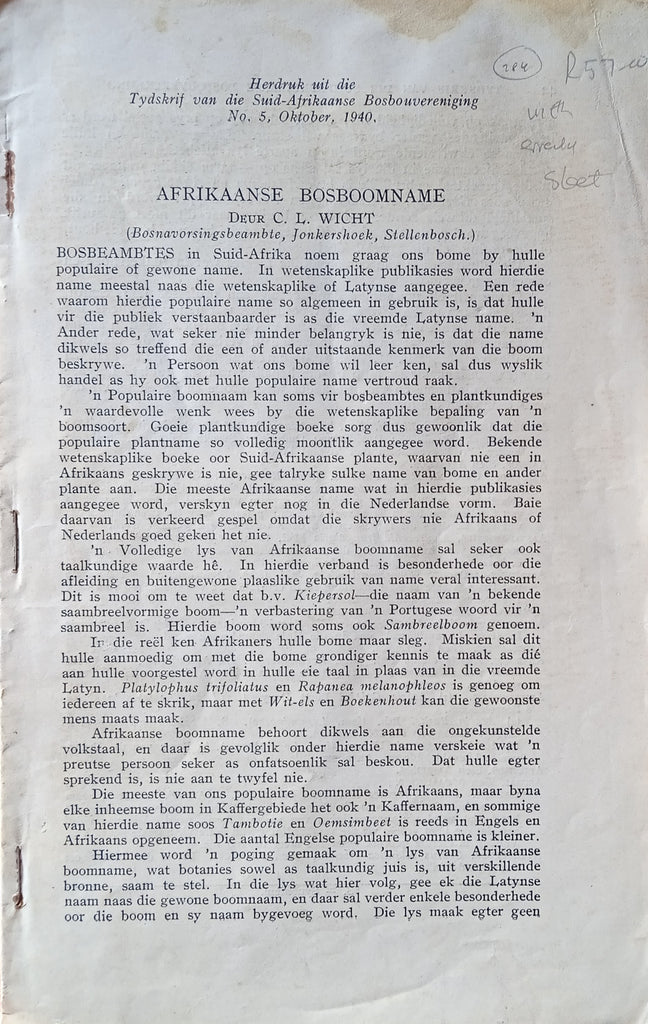 Herdruk uit die
Tydskrif van die Suid-Afrikaanse Bosbouvereniging
No. 5, Oktober, 1940.
R57-00
with
errata
AFRIKAANSE BOSBOOMNAME
DEUR C. L. WICHT
(Bosnavorsingsbeambte, Jonkershoek, Stellenbosch.)
BOSBEAMBTES in Suid-Afrika noem graag ons bome by hulle
populaire of gewone name. In wetenskaplike publikasies word hierdie
name meestal naas die wetenskaplike of Latynse aangegee. Een rede
waarom hierdie populaire name so algemeen in gebruik is, is dat hulle
vir die publiek verstaanbaarder is as die vreemde Latynse name. 'n
Ander rede, wat seker nie minder belangryk is nie, is dat die name
dikwels so treffend die een of ander uitstaande kenmerk van die boom
beskrywe. 'n Persoon wat ons bome wil leer ken, sal dus wyslik
handel as hy ook met hulle populaire name vertroud raak.
'n Populaire boomnaam kan soms vir bosbeambtes en plantkundiges
'n waardevolle wenk wees by die wetenskaplike bepaling van 'n
boomsoort. Goeie plantkundige boeke sorg dus gewoonlik dat die
populaire plantname so volledig moontlik aangegee word. Bekende
wetenskaplike boeke oor Suid-Afrikaanse plante, waarvan nie een in
Afrikaans geskrywe is nie, gee talryke sulke name van bome en ander
plante aan. Die meeste Afrikaanse name wat in hierdie publikasies
aangegee word, verskyn egter nog in die Nederlandse vorm. Baie
daarvan is verkeerd gespel omdat die skrywers nie Afrikaans of
Nederlands goed geken het nie.
'n Volledige lys van Afrikaanse boomname sal seker ook
taalkundige waarde hê. In hierdie verband is besonderhede oor die
afleiding en buitengewone plaaslike gebruik van name veral interessant.
Dit is mooi om te weet dat b.v. Kiepersol—die naam van 'n bekende
saambreelvormige boom—'n verbastering van 'n Portugese woord vir 'n
saambreel is. Hierdie boom word soms ook Sambreelboom genoem.
In die reël ken Afrikaners hulle bome maar sleg. Miskien sal dit
hulle aanmoedig om met die bome grondiger kennis te maak as dié
aan hulle voorgestel word in hulle eie taal in plaas van in die vreemde
Latyn. Platylophus trifoliatus en Rapanea melanophleos is genoeg om
iedereen af te skrik, maar met Wit-els en Boekenhout kan die gewoonste
mens maats maak.
Afrikaanse boomname behoort dikwels aan die ongekunstelde
volkstaal, en daar is gevolglik onder hierdie name verskeie wat 'n
preutse persoon seker as onfatsoenlik sal beskou. Dat hulle egter
sprekend is, is nie aan te twyfel nie.
Die meeste van ons populaire boomname is Afrikaans, maar byna
elke inheemse boom in Kaffergebiede het ook 'n Kaffernaam, en sommige
van hierdie name soos Tambotie en Oemsimbeet is reeds in Engels en
Afrikaans opgeneem. Die aantal Engelse populaire boomname is kleiner.
Hiermee word 'n poging gemaak om 'n lys van Afrikaanse
boomname, wat botanies sowel as taalkundig juis is, uit verskillende
bronne, saam te stel. In die lys wat hier volg, gee ek die Latynse
naam naas die gewone boomnaam, en daar sal verder enkele besonderhede
oor die boom en sy naam bygevoeg word. Die lys maak egter geen